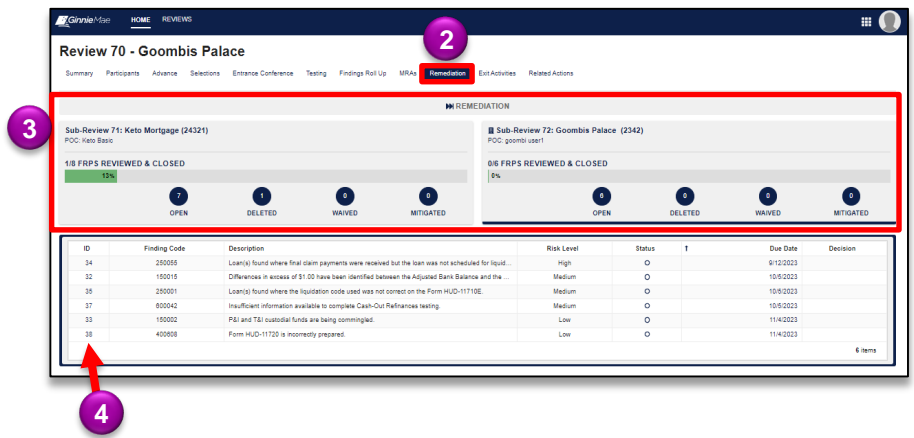 GinnieMae HOME REVIEWS
Review 70 - Goombis Palace
2
Summary Participants Advance Selections Entrance Conference Testing Findings Roll Up MRAs Remediation Exit Activities Related Actions
3
REMEDIATION
Sub-Review 71: Keto Mortgage (24321)
POC: Keto Basic
1/8 FRPS REVIEWED & CLOSED
13%
7 1 0 0
OPEN DELETED WAIVED MITIGATED
Sub-Review 72: Goombis Palace (2342)
POC: goombi user1
0/6 FRPS REVIEWED & CLOSED
0%
6 0 0 0
OPEN DELETED WAIVED MITIGATED
ID Finding Code Description Risk Level Status ↑ Due Date Decision
34 250055 Loan(s) found where final claim payments were received but the loan was not scheduled for liquid... High O 9/12/2023
32 150015 Differences in excess of $1.00 have been identified between the Adjusted Bank Balance and the ... Medium O 10/5/2023
35 250001 Loan(s) found where the liquidation code used was not correct on the Form HUD-11710E. Medium O 10/5/2023
37 600042 Insufficient information available to complete Cash-Out Refinances testing. Medium O 10/5/2023
33 150002 P&I and T&I custodial funds are being commingled. Low O 11/4/2023
38 400608 Form HUD-11720 is incorrectly prepared. Low O 11/4/2023
6 items
4